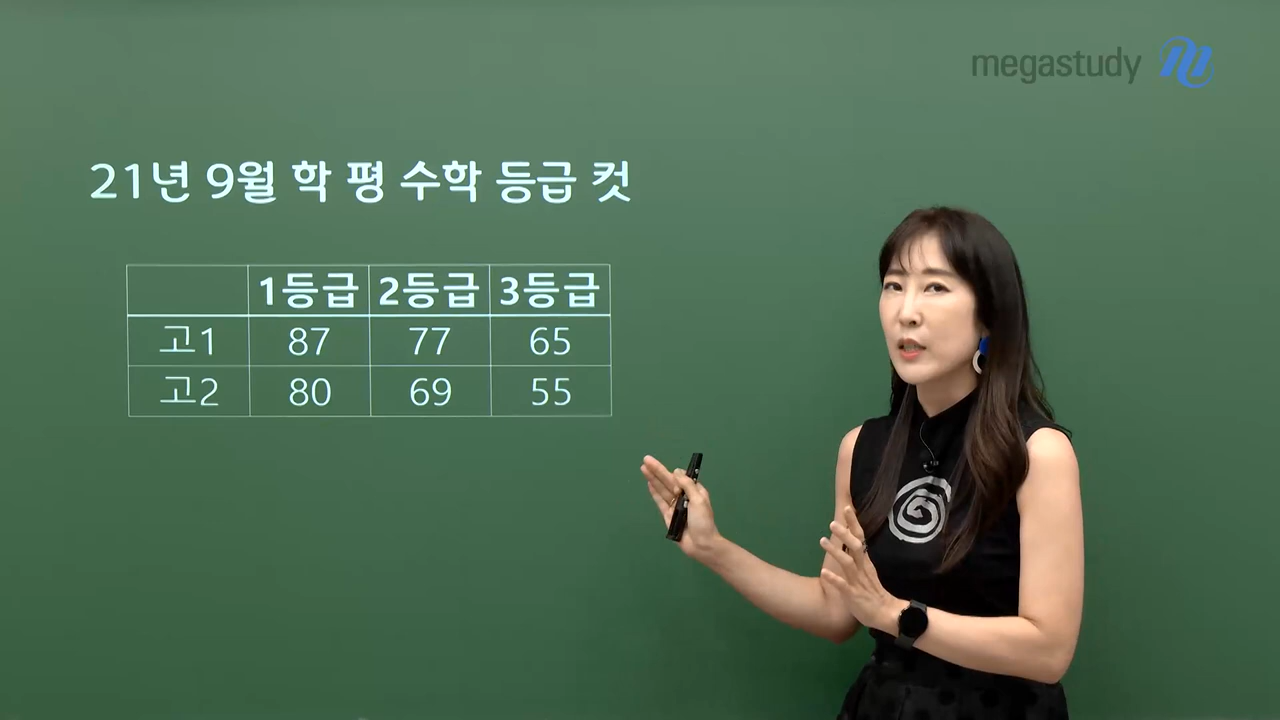 megastudy
21년 9월 학 평 수학 등급 컷
1등급 2등급 3등급
고1 87 77 65
고2 80 69 55